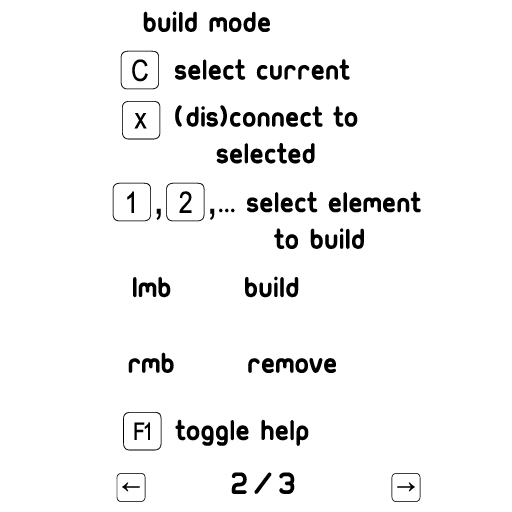 build mode
C select current
X (dis)connect to
selected
1 , 2 ,... select element
to build
lmb build
rmb remove
F1 toggle help
← 2/3 →